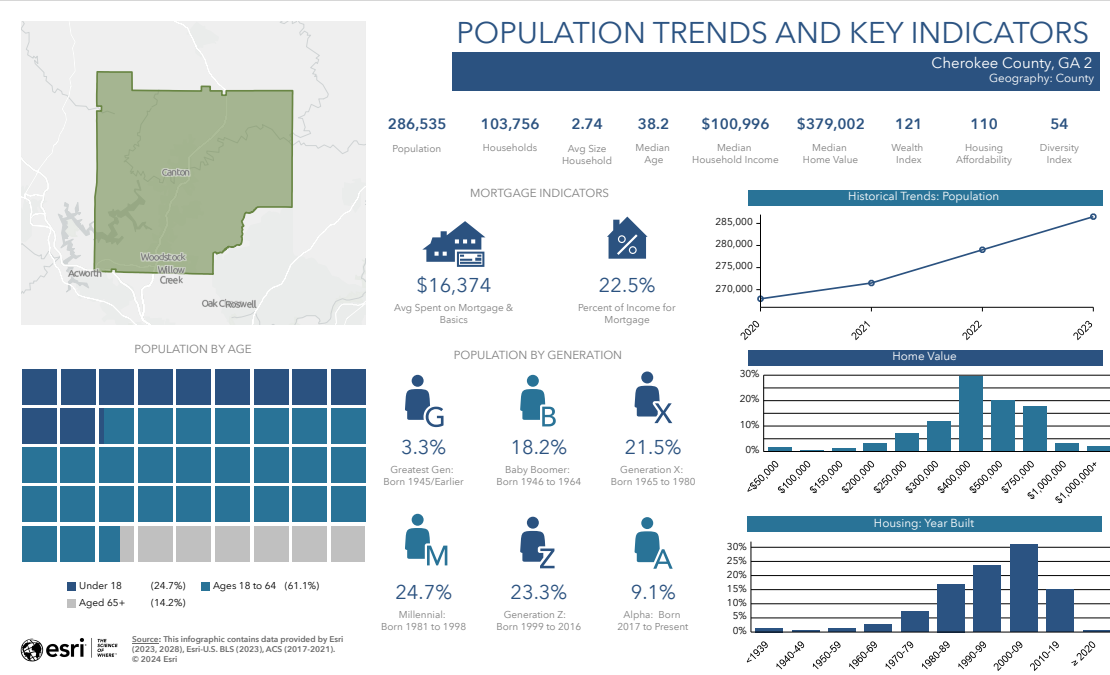 POPULATION TRENDS AND KEY INDICATORS
Cherokee County, GA 2
Geography: County
286,535
Population
103,756
Households
2.74
Avg Size
Household
38.2
Median
Age
$100,996
Median
Household Income
$379,002
Median
Home Value
121
Wealth
Index
110
Housing
Affordability
54
Diversity
Index
Canton
Woodstock
Acworth
Willow
Creek
Oak
Roswell
MORTGAGE INDICATORS
$16,374
Avg Spent on Mortgage &
Basics
%
22.5%
Percent of Income for
Mortgage
Historical Trends: Population
285,000
280,000
275,000
270,000
2020
2021
2022
2023
POPULATION BY AGE
Under 18 (24.7%)
Ages 18 to 64 (61.1%)
Aged 65+ (14.2%)
POPULATION BY GENERATION
G
3.3%
Greatest Gen:
Born 1945/Earlier
B
18.2%
Baby Boomer:
Born 1946 to 1964
X
21.5%
Generation X:
Born 1965 to 1980
M
24.7%
Millennial:
Born 1981 to 1998
Z
23.3%
Generation Z:
Born 1999 to 2016
A
9.1%
Alpha: Born
2017 to Present
Home Value
30%
20%
10%
0%
<$50,000
$100,000
$150,000
$200,000
$250,000
$300,000
$400,000
$500,000
$750,000
$1,000,000
$1,000,000+
Housing: Year Built
30%
25%
20%
15%
10%
5%
0%
<1939
1940-49
1950-59
1960-69
1970-79
1980-89
1990-99
2000-09
2010-19
≥ 2020
esri
THE
SCIENCE
OF
WHERE™
Source: This infographic contains data provided by Esri
(2023, 2028), Esri-U.S. BLS (2023), ACS (2017-2021).
© 2024 Esri